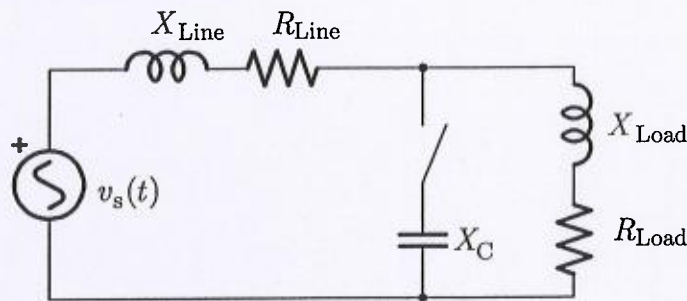 X_Line R_Line
X_Load
+
v_s(t)
X_C
R_Load